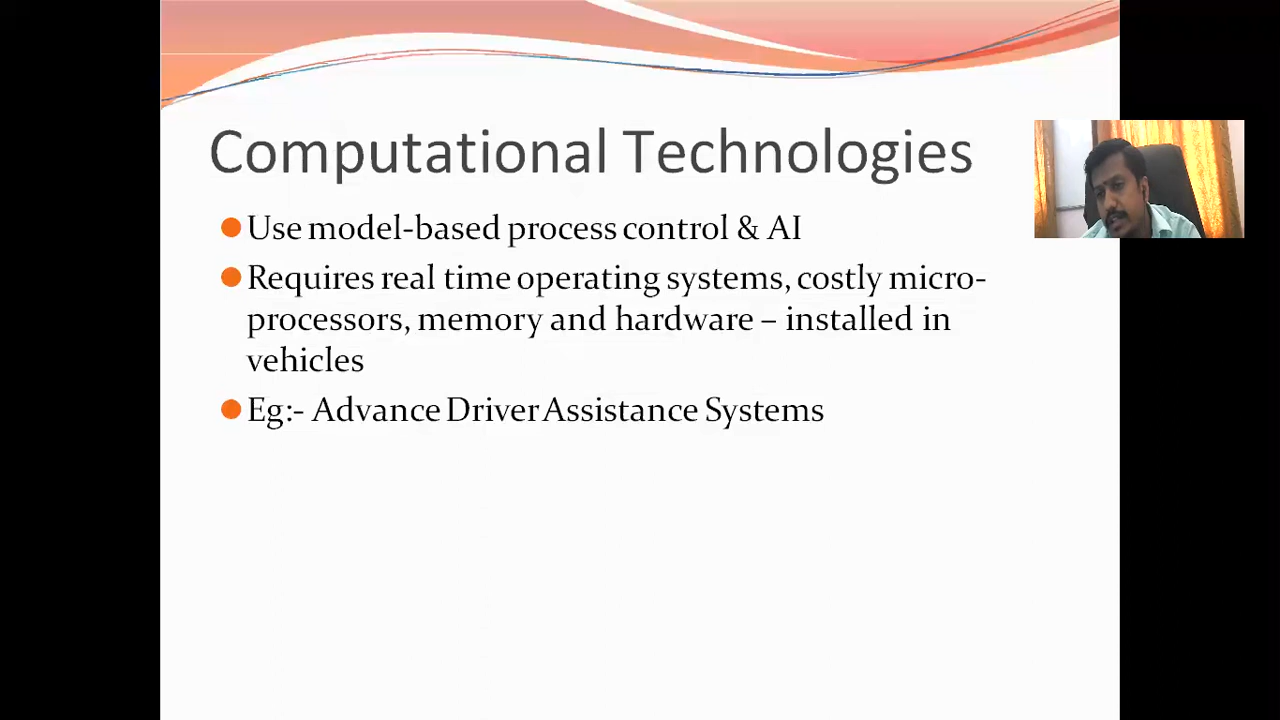 Computational Technologies
Use model-based process control & AI
Requires real time operating systems, costly micro-
processors, memory and hardware – installed in
vehicles
Eg:- Advance Driver Assistance Systems